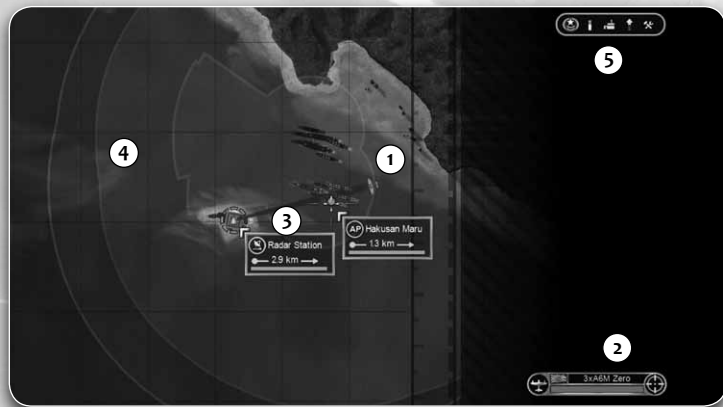 5
1
4
3
AP Hakusan Maru
1.3 km
Radar Station
2.9 km
2
3xA6M Zero